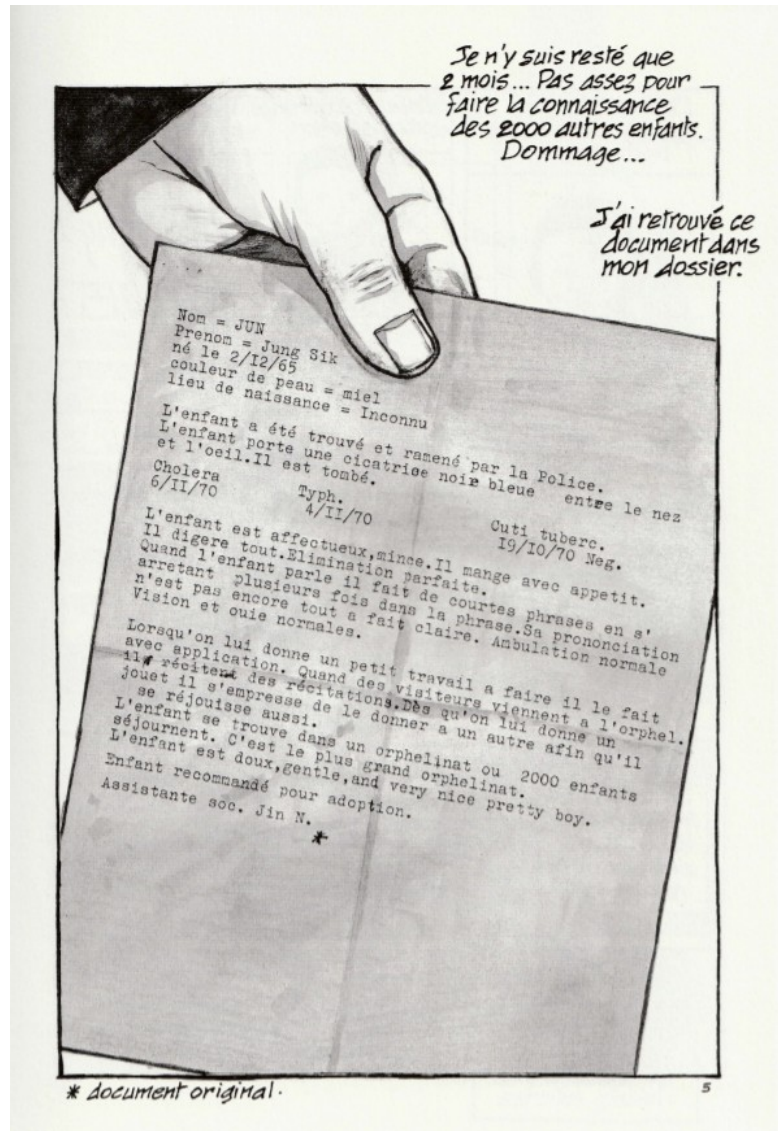 Je n'y suis resté que
2 mois... Pas assez pour
faire la connaissance
des 2000 autres enfants.
Dommage...
J'ai retrouvé ce
document dans
mon dossier.
Nom = JUN
Prenom = Jung Sik
né le 2/I2/65
couleur de peau = miel
lieu de naissance = Inconnu
L'enfant a été trouvé et ramené par la Police.
L'enfant porte une cicatrise noir bleue entre le nez
et l'oeil.Il est tombé.
Cholera Typh. Cuti tuberc.
6/II/70 4/II/70 I9/IO/70 Neg.
L'enfant est affectueux,mince.Il mange avec appetit.
Il digere tout.Elimination parfaite.
Quand l'enfant parle il fait de courtes phrases en s'
arretant plusieurs fois dans la phrase.Sa prononciation
n'est pas encore tout a fait claire. Ambulation normale
Vision et ouie normales.
Lorsqu'on lui donne un petit travail a faire il le fait
avec application. Quand des visiteurs viennent a l'orphel.
il récitent des récitations.Dès qu'on lui donne un
jouet il s'empresse de le donner a un autre afin qu'il
se réjouisse aussi.
L'enfant se trouve dans un orphelinat ou 2000 enfants
séjournent. C'est le plus grand orphelinat.
L'enfant est doux,gentle,and very nice pretty boy.
Enfant recommandé pour adoption.
Assistante soc. Jin N.
*
* document original.
5